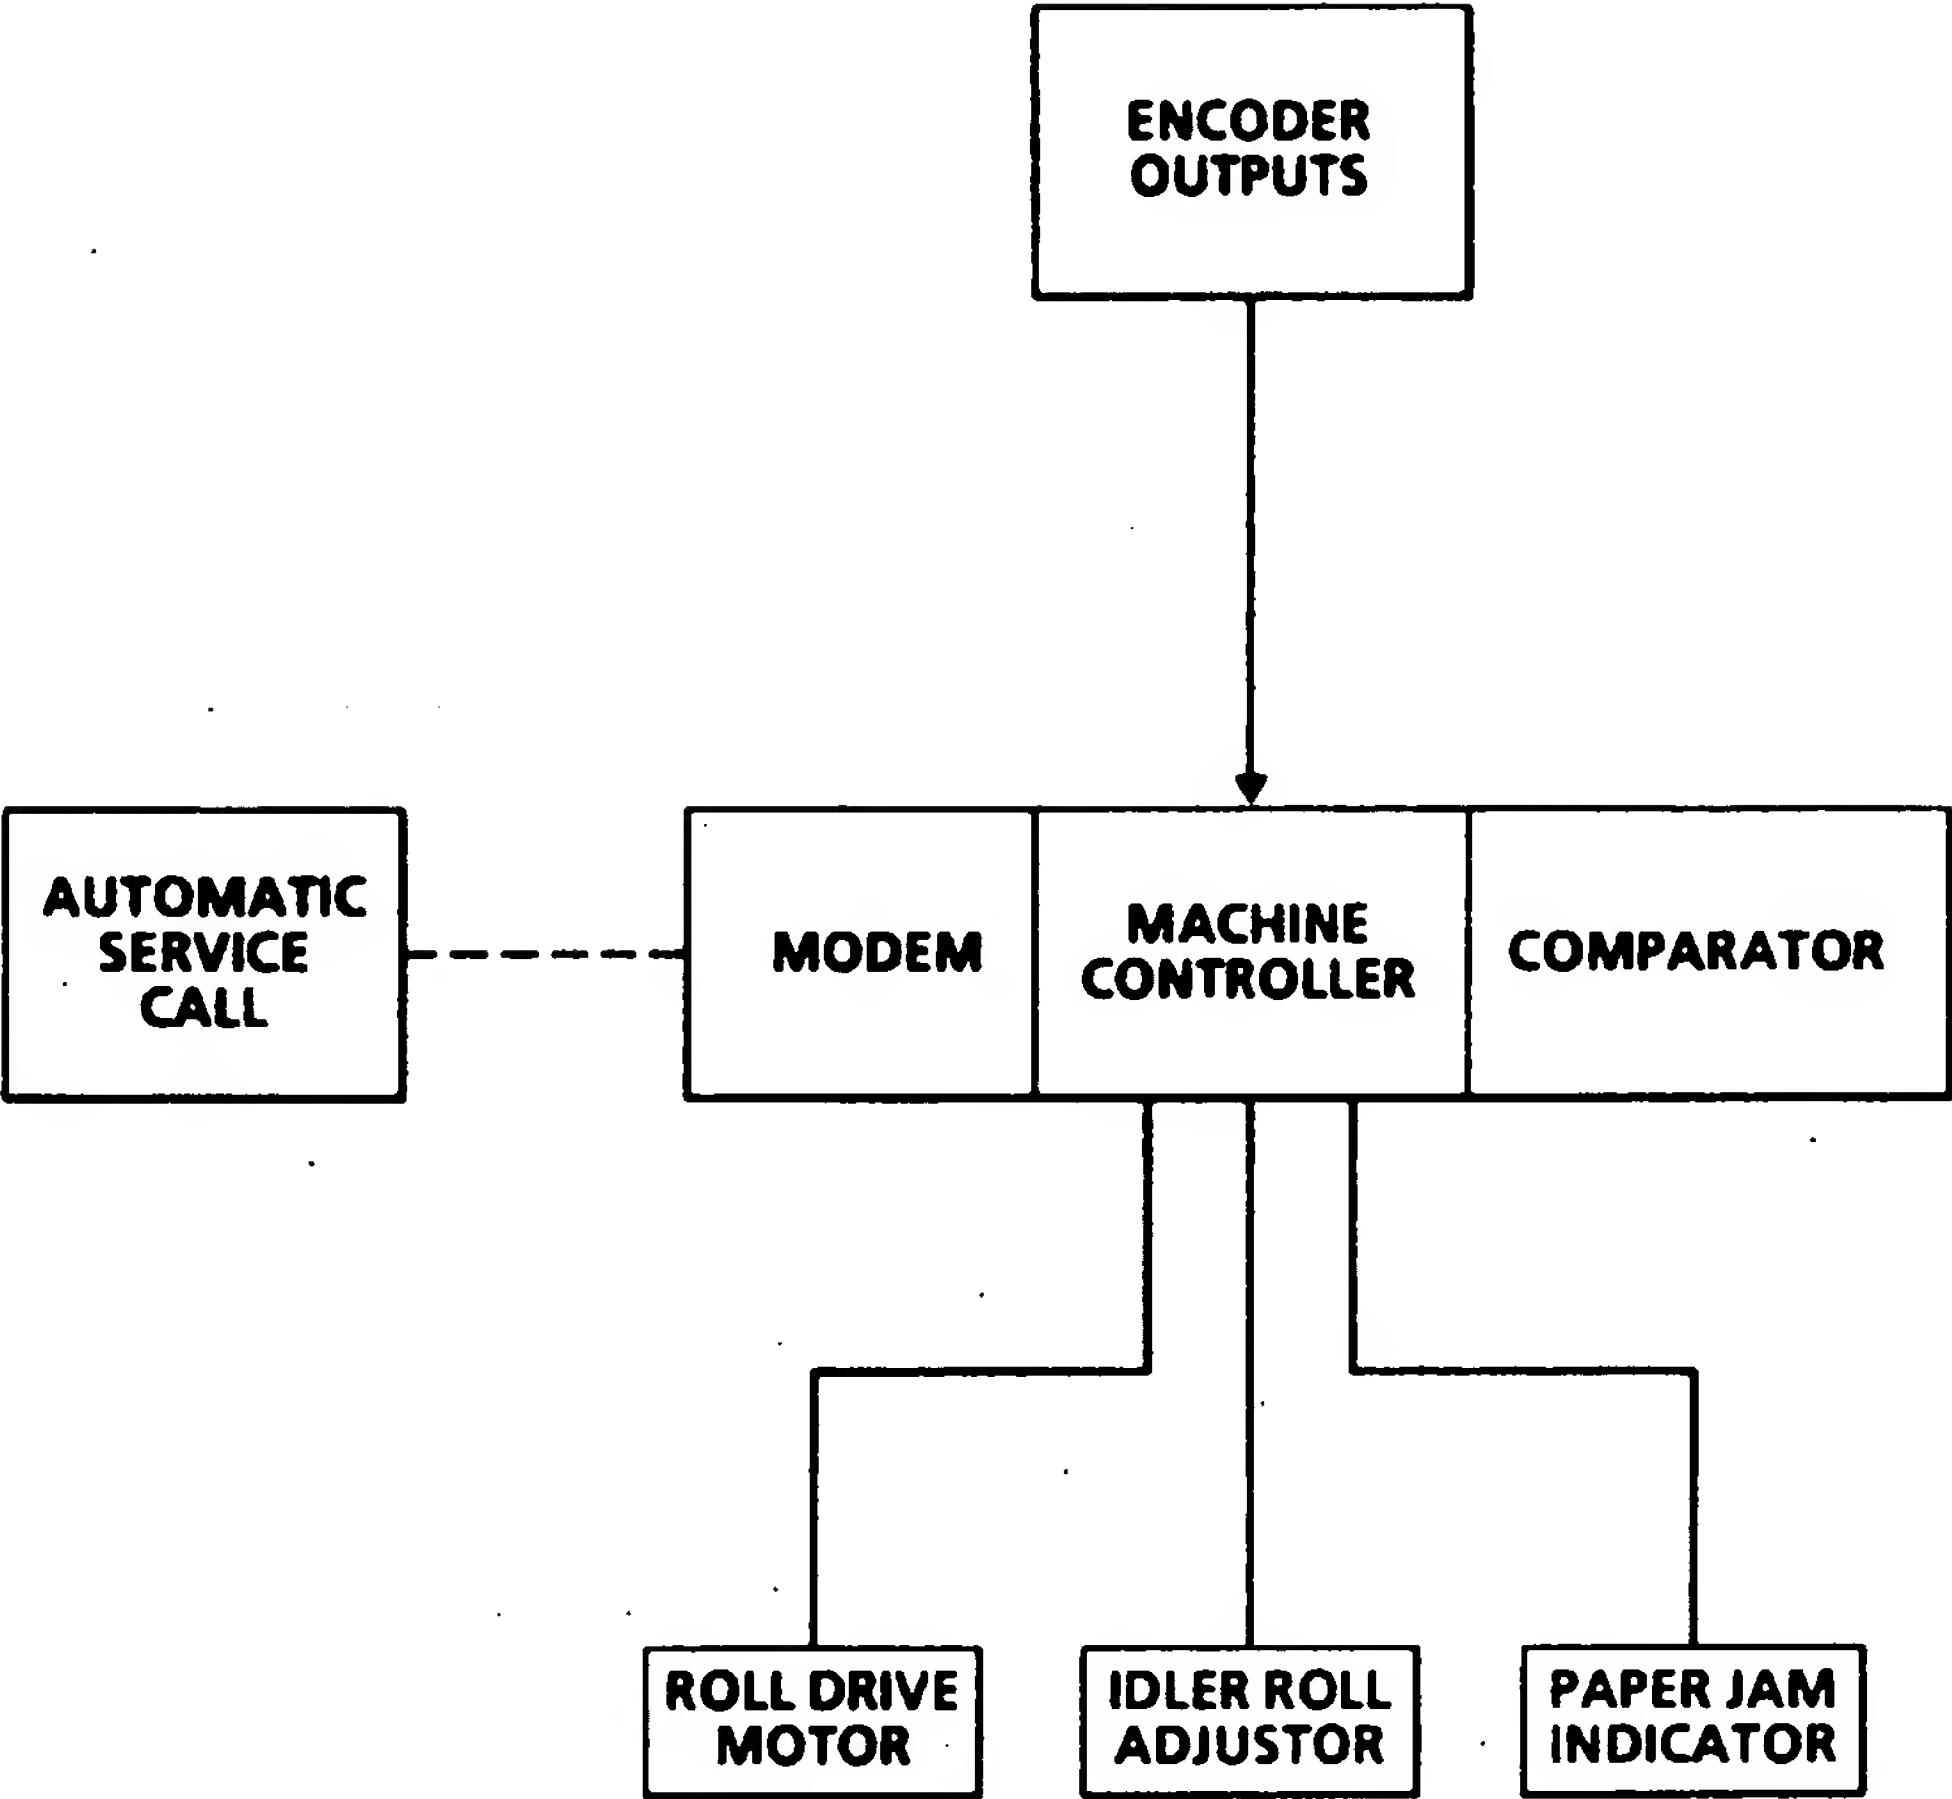 ENCODER
OUTPUTS
AUTOMATIC
SERVICE
CALL
MODEM
MACHINE
CONTROLLER
COMPARATOR
ROLL DRIVE
MOTOR
IDLER ROLL
ADJUSTOR
PAPER JAM
INDICATOR